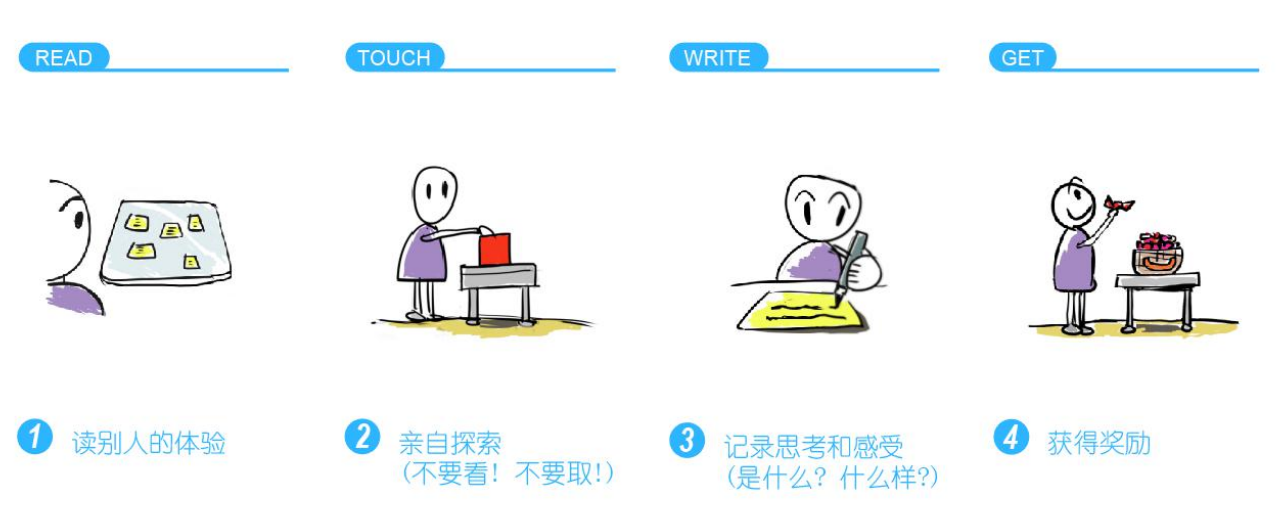 READ
TOUCH
WRITE
GET
1 读别人的体验
2 亲自探索
(不要看！不要取!)
3 记录思考和感受
(是什么？什么样?)
4 获得奖励